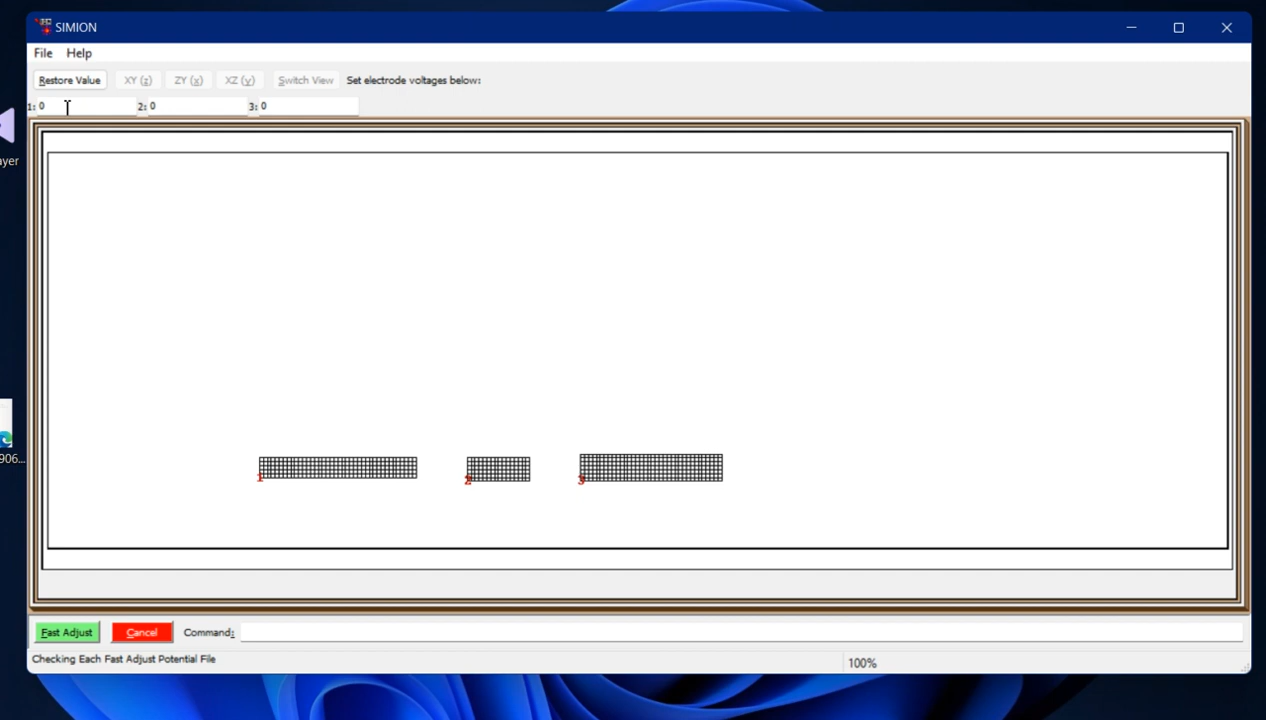 SIMION
File Help
Restore Value XY (z) ZY (x) XZ (y) Switch View Set electrode voltages below:
1: 0 2: 0 3: 0
ayer
906...
1 2 3
Fast Adjust Cancel Command:
Checking Each Fast Adjust Potential File 100%